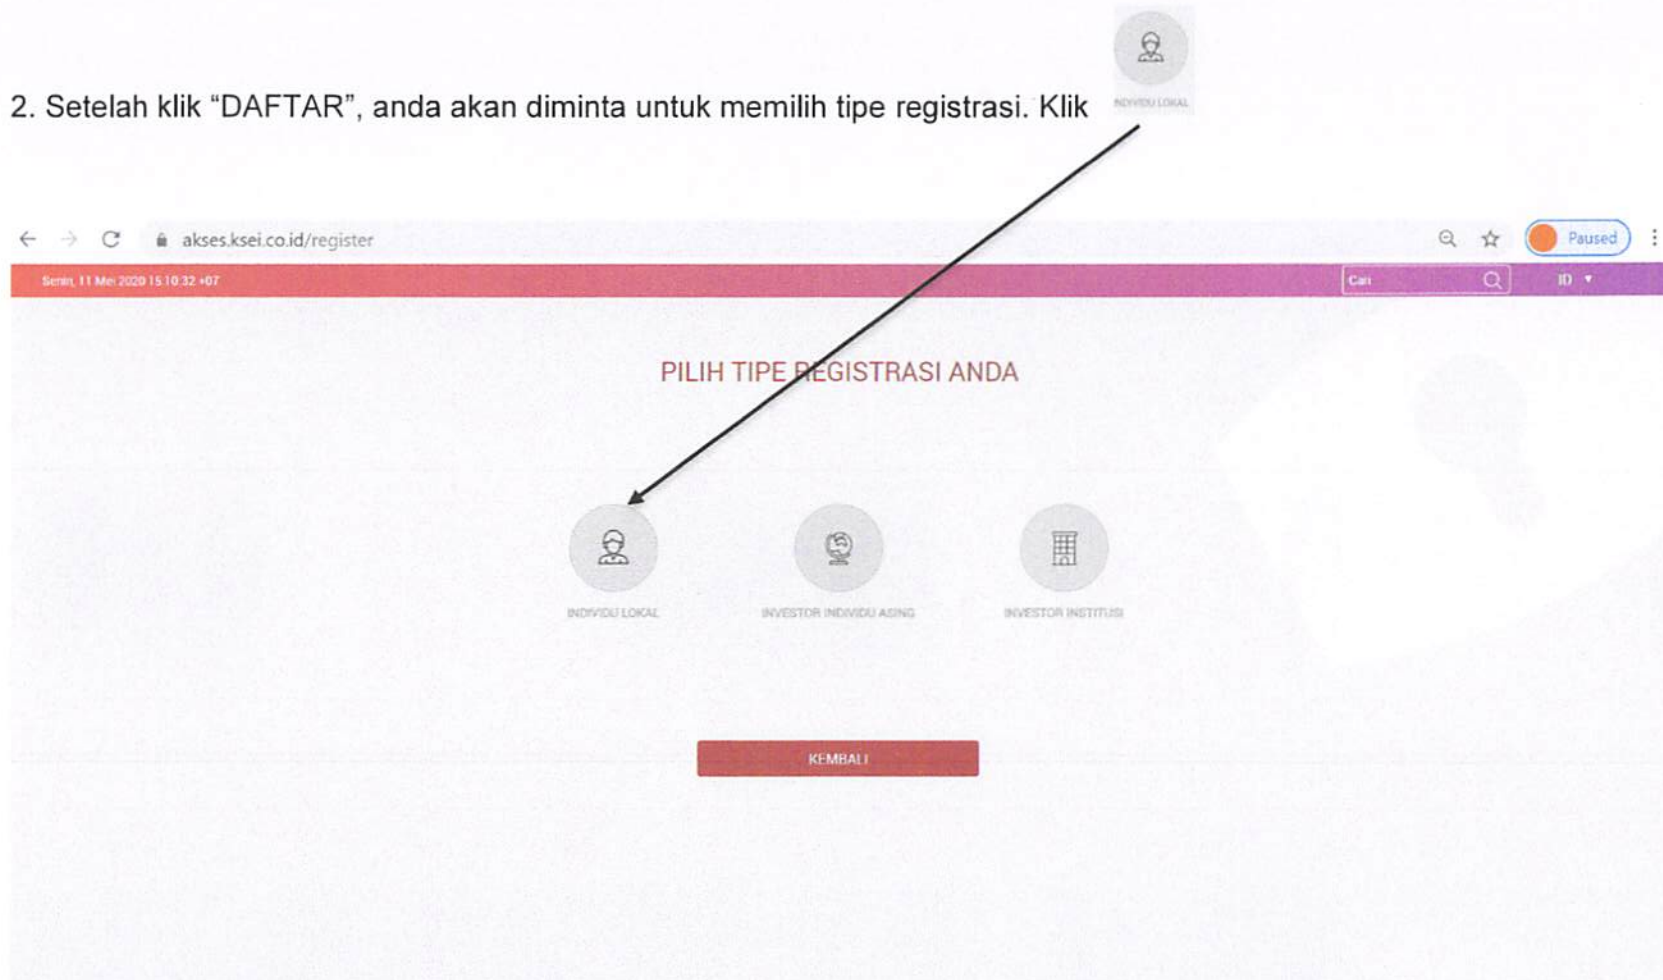 INDIVIDU LOKAL
2. Setelah klik “DAFTAR”, anda akan diminta untuk memilih tipe registrasi. Klik
akses.ksei.co.id/register
Paused
Senin, 11 Mei 2020 15:10:32 +07
Cari
ID
PILIH TIPE REGISTRASI ANDA
INDIVIDU LOKAL
INVESTOR INDIVIDU ASING
INVESTOR INSTITUSI
KEMBALI